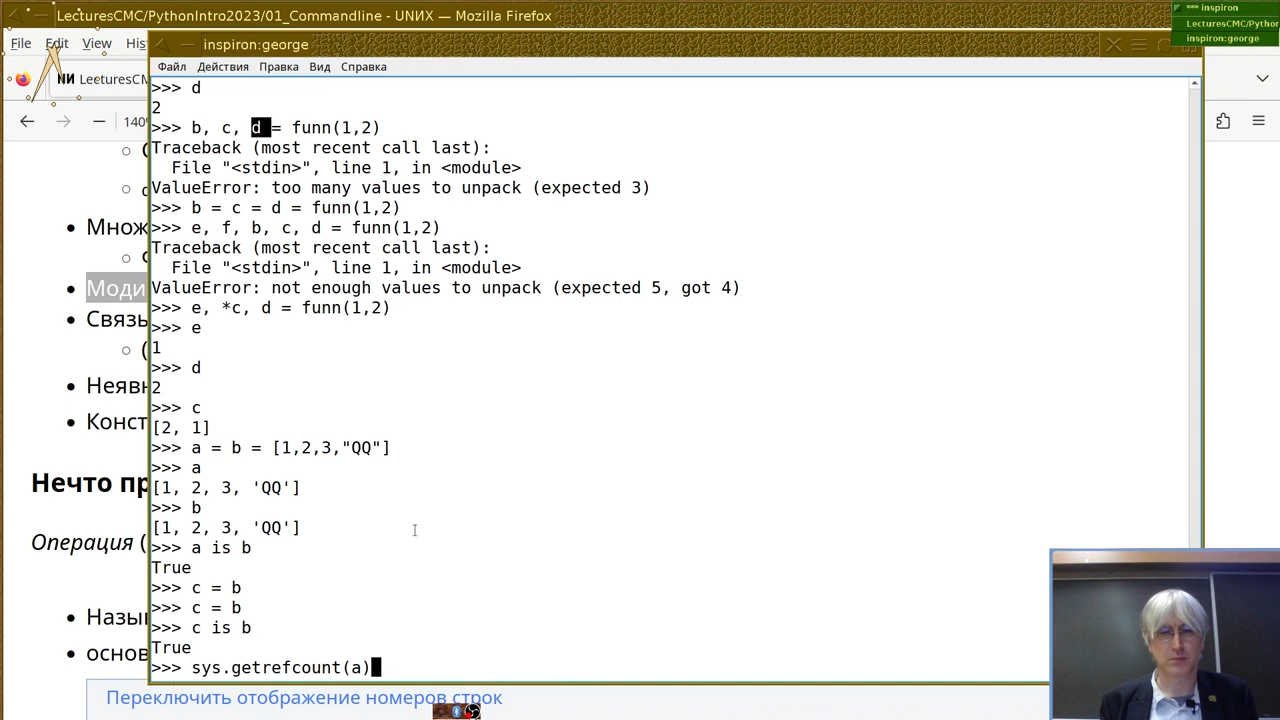 LecturesCMC/PythonIntro2023/01_Commandline - UNИX — Mozilla Firefox
*** inspiron
LecturesCMC/Python
inspiron:george
File Edit View His
inspiron:george
LecturesCM
Файл Действия Правка Вид Справка
140%
>>> d
2
>>> b, c, d = funn(1,2)
Traceback (most recent call last):
File "<stdin>", line 1, in <module>
ValueError: too many values to unpack (expected 3)
>>> b = c = d = funn(1,2)
>>> e, f, b, c, d = funn(1,2)
Traceback (most recent call last):
File "<stdin>", line 1, in <module>
ValueError: not enough values to unpack (expected 5, got 4)
>>> e, *c, d = funn(1,2)
>>> e
1
>>> d
2
>>> c
[2, 1]
>>> a = b = [1,2,3,"QQ"]
>>> a
[1, 2, 3, 'QQ']
>>> b
[1, 2, 3, 'QQ']
>>> a is b
True
>>> c = b
>>> c = b
>>> c is b
True
>>> sys.getrefcount(a)
Множ
Моди
Связь
Неявн
Конст
Нечто пр
Операция (
Назы
основ
Переключить отображение номеров строк